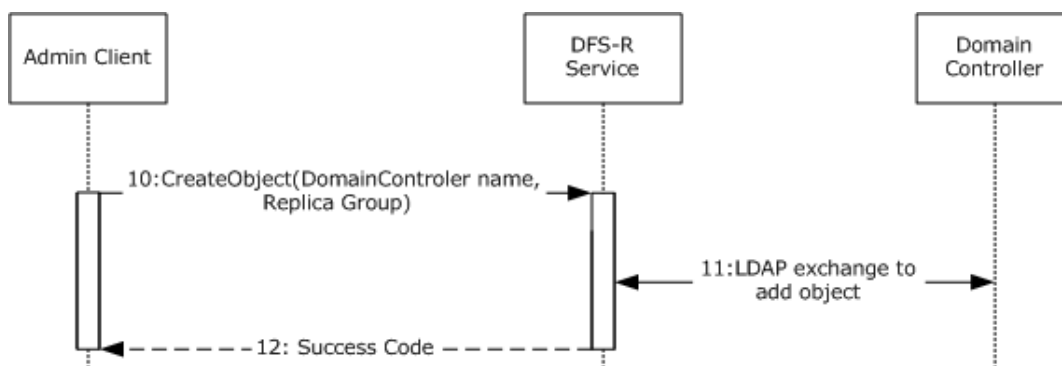 Admin Client
DFS-R
Service
Domain
Controller
10:CreateObject(DomainControler name,
Replica Group)
11:LDAP exchange to
add object
12: Success Code